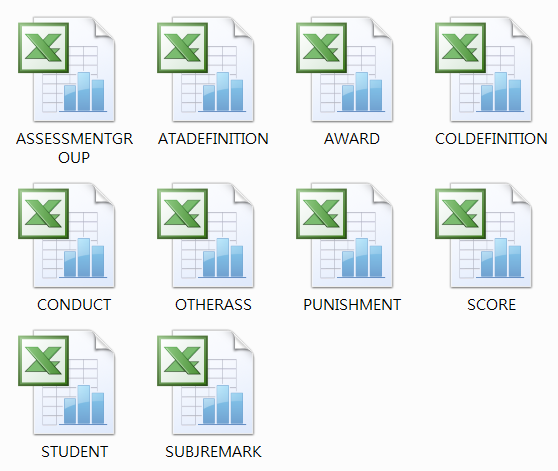 ASSESSMENTGR
OUP
ATADEFINITION
AWARD
COLDEFINITION
CONDUCT
OTHERASS
PUNISHMENT
SCORE
STUDENT
SUBJREMARK